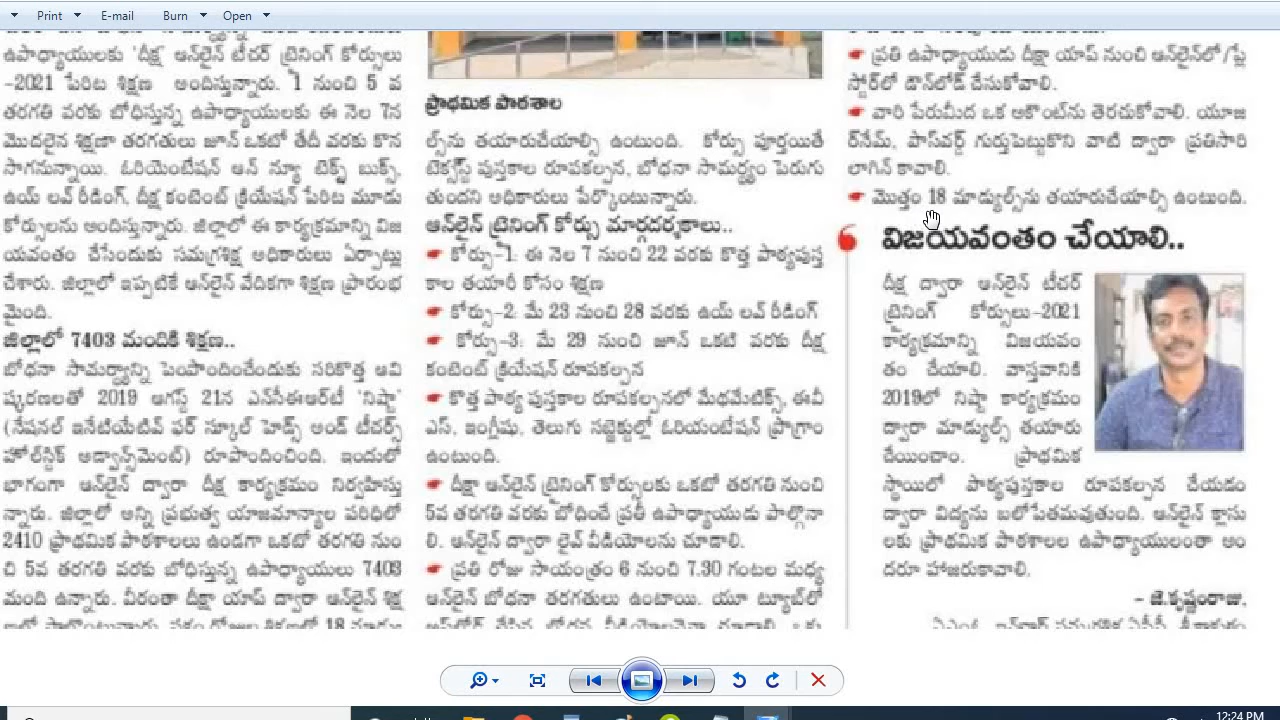 Print
E-mail
Burn
Open
ఉపాధ్యాయులకు 'దీక్ష ఆన్‌లైన్ టీచర్ ట్రైనింగ్ కోర్సులు
-2021 పేరిట శిక్షణ అందిస్తున్నారు. 1 నుంచి 5 వ
తరగతి వరకు బోధిస్తున్న ఉపాధ్యాయులకు ఈ నెల 7న
మొదలైన శిక్షణా తరగతులు జూన్ ఒకటో తేదీ వరకు కొన
సాగనున్నాయి. ఓరియెంటేషన్ ఆన్ న్యూ టెక్ట్స్ బుక్స్,
ఉయ్ లవ్ రీడింగ్, దీక్ష కంటెంట్ క్రియేషన్ పేరిట మూడు
కోర్సులను అందిస్తున్నారు. జిల్లాలో ఈ కార్యక్రమాన్ని విజ
యవంతం చేసేందుకు సమగ్రశిక్ష అధికారులు ఏర్పాట్లు
చేశారు. జిల్లాలో ఇప్పటికే ఆన్‌లైన్ వేదికగా శిక్షణ ప్రారంభ
మైంది.
జిల్లాలో 7403 మందికి శిక్షణ..
బోధనా సామర్థ్యాన్ని పెంపొందించేందుకు సరికొత్త ఆవి
ష్కరణలతో 2019 ఆగస్ట్ 21న ఎన్‌సీఈఆర్‌టీ 'నిష్ఠా'
(నేషనల్ ఇనేటీయేటివ్ ఫర్ స్కూల్ హెడ్స్ అండ్ టీచర్స్
హోలిస్టిక్ అడ్వాన్స్‌మెంట్) రూపొందించింది. ఇందులో
భాగంగా ఆన్‌లైన్ ద్వారా దీక్ష కార్యక్రమం నిర్వహిస్తు
న్నారు. జిల్లాలో అన్ని ప్రభుత్వ యాజమాన్యాల పరిధిలో
2410 ప్రాథమిక పాఠశాలలు ఉండగా ఒకటో తరగతి నుం
చి 5వ తరగతి వరకు బోధిస్తున్న ఉపాధ్యాయులు 7403
మంది ఉన్నారు. వీరంతా దీక్షా యాప్ ద్వారా ఆన్‌లైన్ శిక్ష
ప్రాథమిక పాఠశాల
ల్స్‌ను తయారుచేయాల్సి ఉంటుంది. కోర్సు పూర్తయితే
టెక్ట్స్ పుస్తకాల రూపకల్పన, బోధనా సామర్థ్యం పెరుగు
తుందని అధికారులు పేర్కొంటున్నారు.
ఆన్‌లైన్ ట్రైనింగ్ కోర్సు మార్గదర్శకాలు..
కోర్సు-1: ఈ నెల 7 నుంచి 22 వరకు కొత్త పాఠ్యపుస్త
కాల తయారీ కోసం శిక్షణ
కోర్సు-2: మే 23 నుంచి 28 వరకు ఉయ్ లవ్ రీడింగ్
కోర్సు-3: మే 29 నుంచి జూన్ ఒకటి వరకు దీక్ష
కంటెంట్ క్రియేషన్ రూపకల్పన
కొత్త పాఠ్య పుస్తకాల రూపకల్పనలో మేథమేటిక్స్, ఈవీ
ఎస్, ఇంగ్లీషు, తెలుగు సబ్జెక్టుల్లో ఓరియంటేషన్ ప్రోగ్రాం
ఉంటుంది.
దీక్షా ఆన్‌లైన్ ట్రైనింగ్ కోర్సులకు ఒకటో తరగతి నుంచి
5వ తరగతి వరకు బోధించే ప్రతీ ఉపాధ్యాయుడు పాల్గొనా
లి. ఆన్‌లైన్ ద్వారా లైవ్ వీడియోలను చూడాలి.
ప్రతి రోజు సాయంత్రం 6 నుంచి 7.30 గంటల మధ్య
ఆన్‌లైన్ బోధనా తరగతులు ఉంటాయి. యూ ట్యూబ్‌లో
ప్రతి ఉపాధ్యాయుడు దీక్షా యాప్ నుంచి ఆన్‌లైన్‌లో/ప్లే
స్టోర్‌లో డౌన్‌లోడ్ చేసుకోవాలి.
వారి పేరుమీద ఒక అకౌంట్‌ను తెరచుకోవాలి. యూజ
ర్‌నేమ్, పాస్‌వర్డ్ గుర్తుపెట్టుకొని వాటి ద్వారా ప్రతిసారి
లాగిన్ కావాలి.
మొత్తం 18 మాడ్యుల్స్‌ను తయారుచేయాల్సి ఉంటుంది.
విజయవంతం చేయాలి..
దీక్ష ద్వారా ఆన్‌లైన్ టీచర్
ట్రైనింగ్ కోర్సులు-2021
కార్యక్రమాన్ని విజయవం
తం చేయాలి. వాస్తవానికి
2019లో నిష్ఠా కార్యక్రమం
ద్వారా మాడ్యుల్స్ తయారు
చేయించాం. ప్రాథమిక
స్థాయిలో పాఠ్యపుస్తకాల రూపకల్పన చేయడం
ద్వారా విద్యను బలోపేతమవుతుంది. ఆన్‌లైన్ క్లాసు
లకు ప్రాథమిక పాఠశాలల ఉపాధ్యాయులంతా అం
దరూ హాజరుకావాలి.
– జె.కృష్ణంరాజు,
12:24 PM